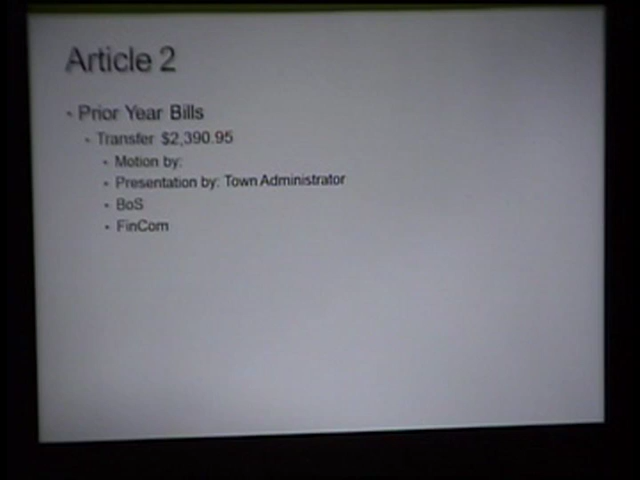 Article 2
• Prior Year Bills
• Transfer $2,390.95
• Motion by:
• Presentation by: Town Administrator
• BoS
• FinCom